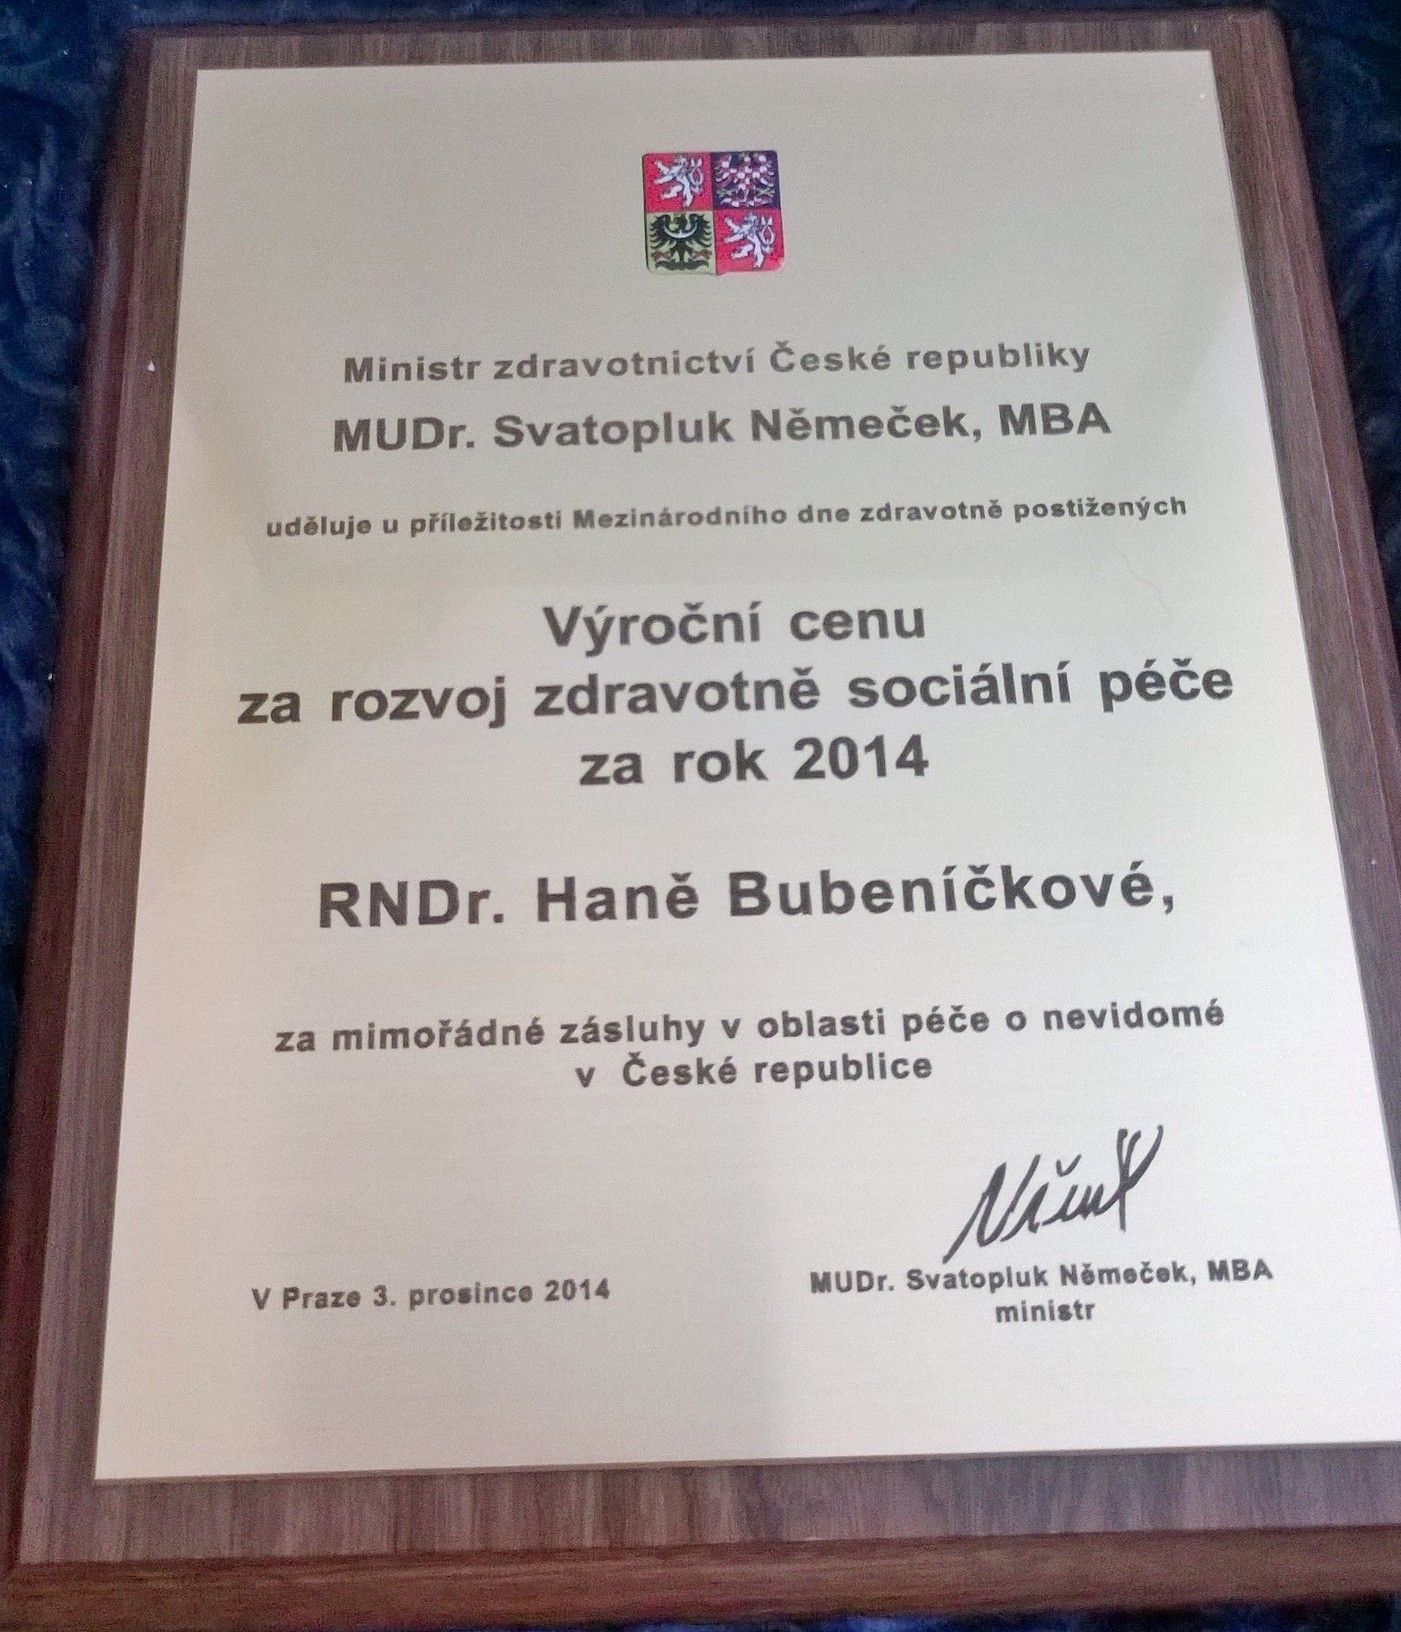 Ministr zdravotnictví České republiky
MUDr. Svatopluk Němeček, MBA
uděluje u příležitosti Mezinárodního dne zdravotně postižených
Výroční cenu
za rozvoj zdravotně sociální péče
za rok 2014
RNDr. Haně Bubeníčkové,
za mimořádné zásluhy v oblasti péče o nevidomé
v České republice
V Praze 3. prosince 2014
MUDr. Svatopluk Němeček, MBA
ministr